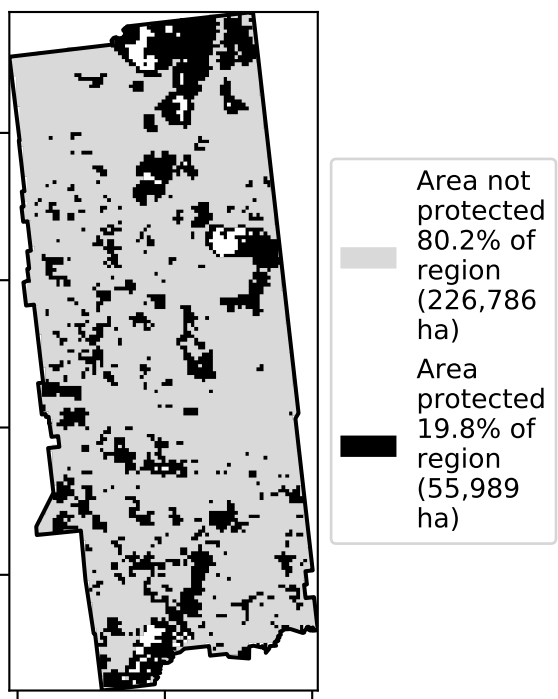 Area not
protected
80.2% of
region
(226,786
ha)
Area
protected
19.8% of
region
(55,989
ha)